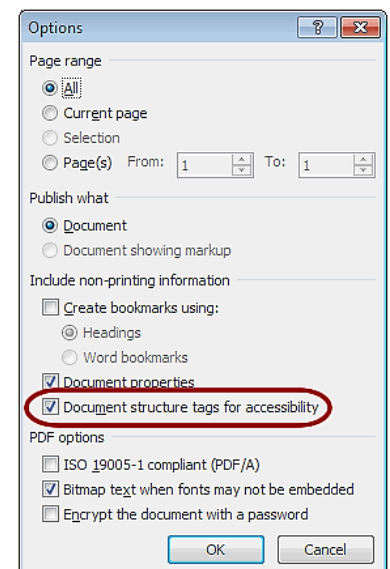 Options
Page range
All
Current page
Selection
Page(s) From: 1 To: 1
Publish what
Document
Document showing markup
Include non-printing information
Create bookmarks using:
Headings
Word bookmarks
Document properties
Document structure tags for accessibility
PDF options
ISO 19005-1 compliant (PDF/A)
Bitmap text when fonts may not be embedded
Encrypt the document with a password
OK Cancel